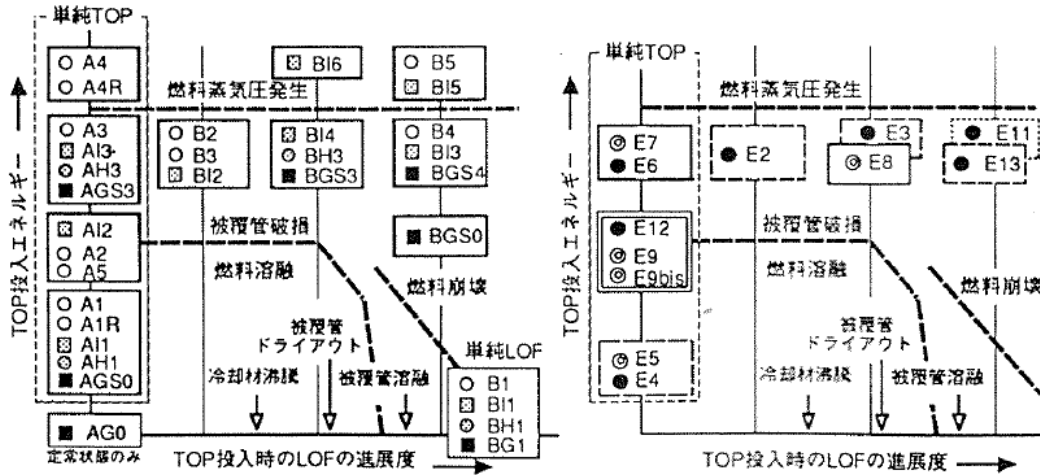 単純TOP
A4
A4R
BI6
B5
BI5
燃料蒸気圧発生
A3
AI3
AH3
AGS3
B2
B3
BI2
BI4
BH3
BGS3
B4
BI3
BGS4
AI2
A2
A5
被覆管破損
BGS0
燃料溶融
燃料崩壊
A1
A1R
AI1
AH1
AGS0
被覆管
ドライアウト
単純LOF
冷却材沸騰
被覆管溶融
B1
BI1
BH1
BG1
AG0
定常状態のみ
TOP投入時のLOFの進展度
TOP投入エネルギー
単純TOP
燃料蒸気圧発生
E7
E6
E2
E3
E8
E11
E13
E12
E9
E9bis
被覆管破損
燃料溶融
燃料崩壊
被覆管
ドライアウト
E5
E4
冷却材沸騰
被覆管溶融
TOP投入時のLOFの進展度
TOP投入エネルギー